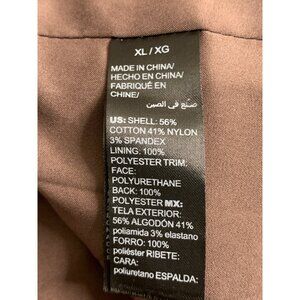 XL / XG
MADE IN CHINA/
HECHO EN CHINA/
FABRIQUÉ EN
CHINE/
صنع في الصين
US: SHELL: 56%
COTTON 41% NYLON
3% SPANDEX
LINING: 100%
POLYESTER TRIM:
FACE:
POLYURETHANE
BACK: 100%
POLYESTER MX:
TELA EXTERIOR:
56% ALGODÓN 41%
poliamida 3% elastano
FORRO: 100%
poliéster RIBETE:
CARA:
poliuretano ESPALDA: